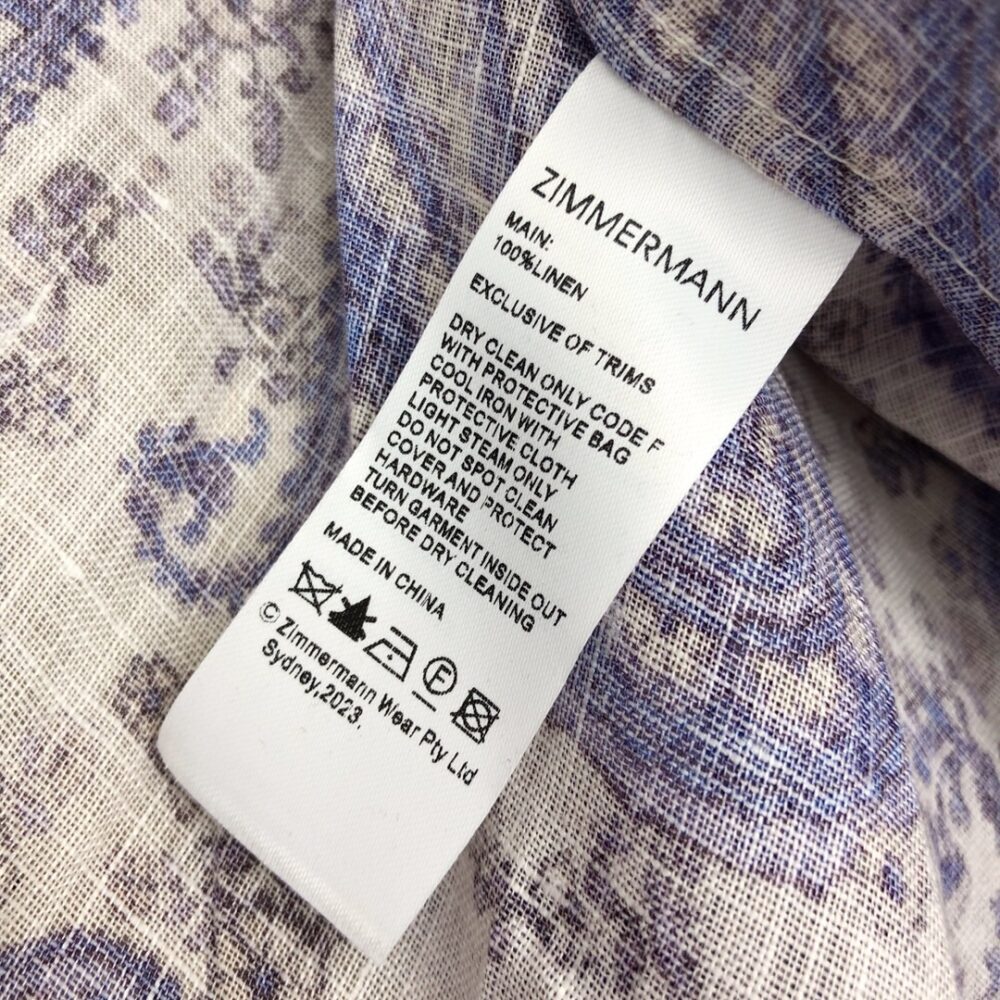 ZIMMERMANN
MAIN:
100%LINEN
EXCLUSIVE OF TRIMS
DRY CLEAN ONLY CODE F
WITH PROTECTIVE BAG
COOL IRON WITH
PROTECTIVE CLOTH
LIGHT STEAM ONLY
DO NOT SPOT CLEAN
COVER AND PROTECT
HARDWARE
TURN GARMENT INSIDE OUT
BEFORE DRY CLEANING
MADE IN CHINA
F
© Zimmermann Wear Pty Ltd
Sydney,2023.